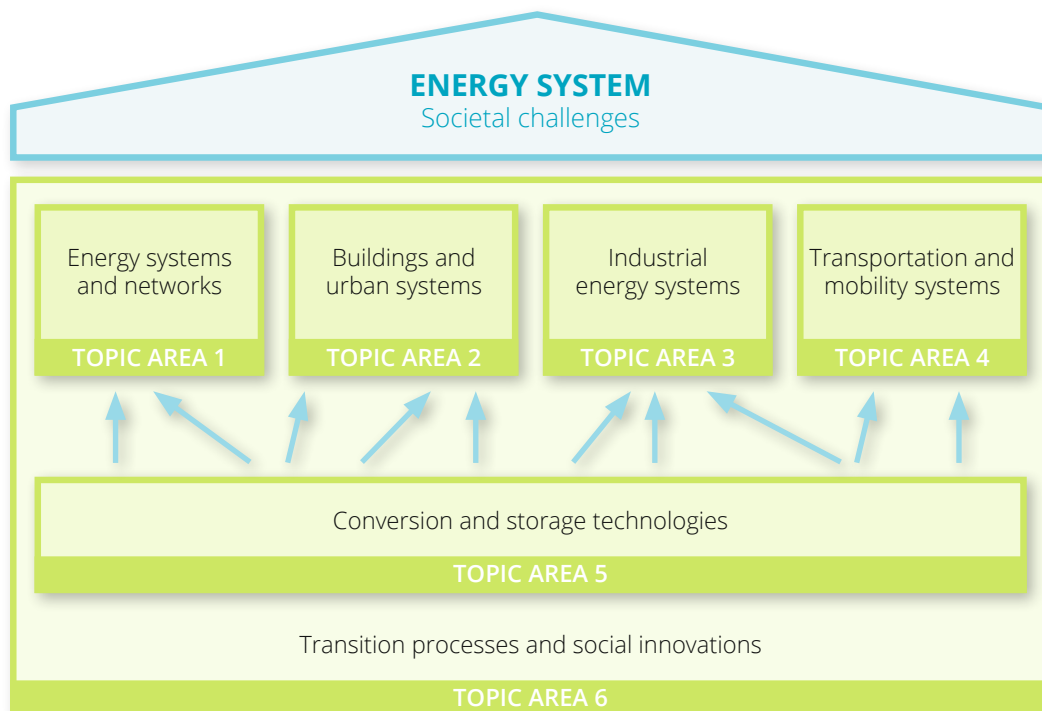 ENERGY SYSTEM
Societal challenges
Energy systems
and networks
TOPIC AREA 1
Buildings and
urban systems
TOPIC AREA 2
Industrial
energy systems
TOPIC AREA 3
Transportation and
mobility systems
TOPIC AREA 4
Conversion and storage technologies
TOPIC AREA 5
Transition processes and social innovations
TOPIC AREA 6